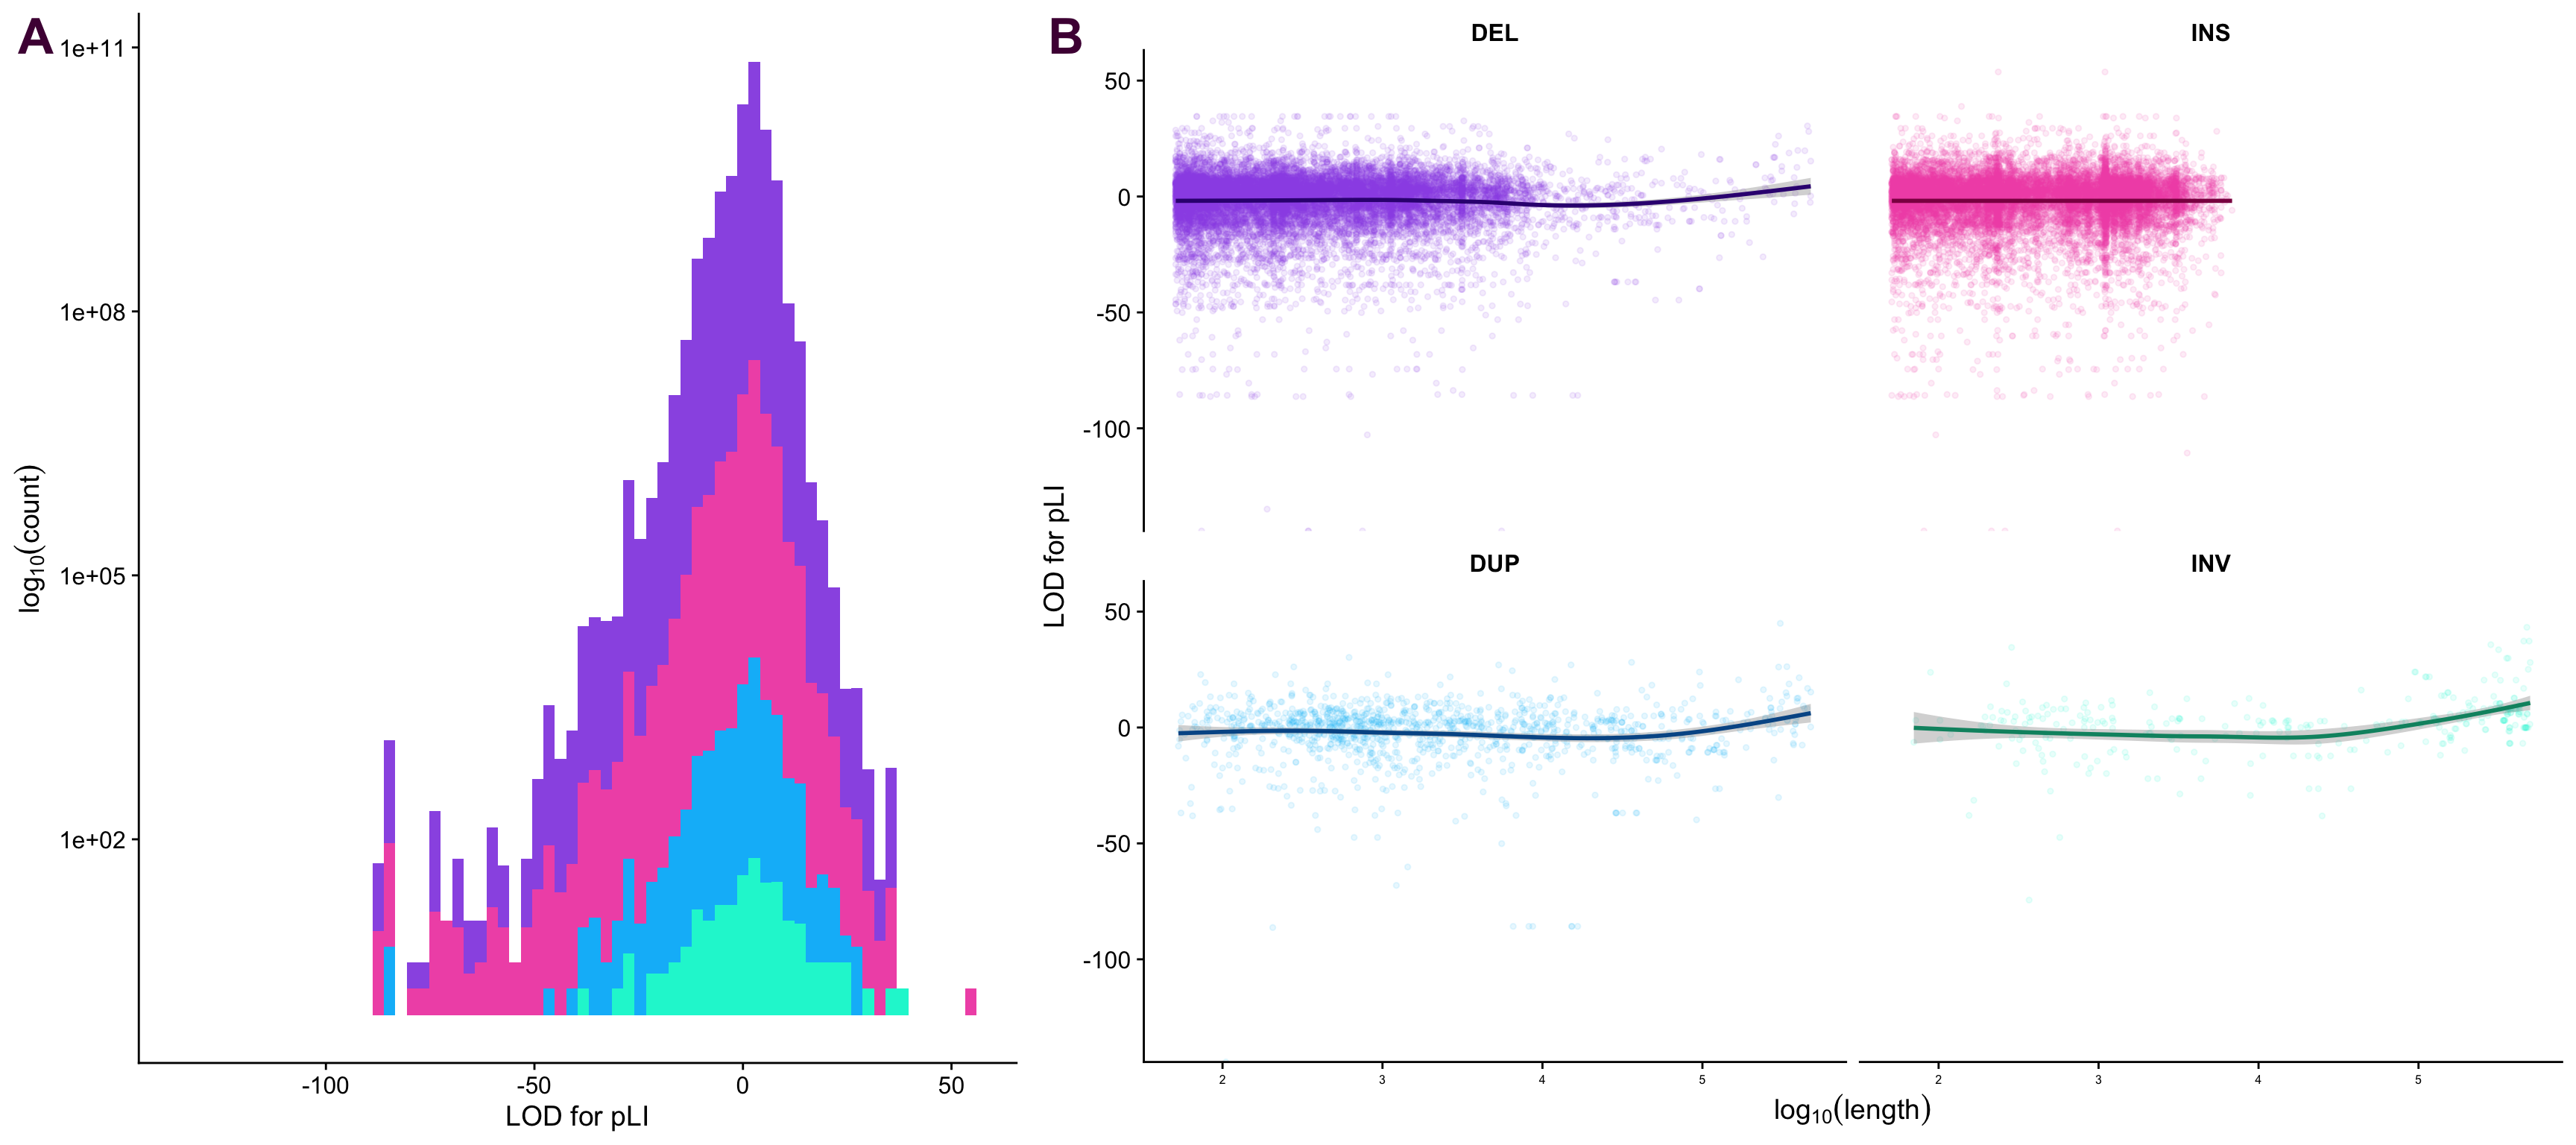 A
1e+11
1e+08
1e+05
1e+02
log10(count)
-100 -50 0 50
LOD for pLI
B
DEL INS
50
0
-50
-100
LOD for pLI
DUP INV
50
0
-50
-100
2 3 4 5 2 3 4 5
log10(length)